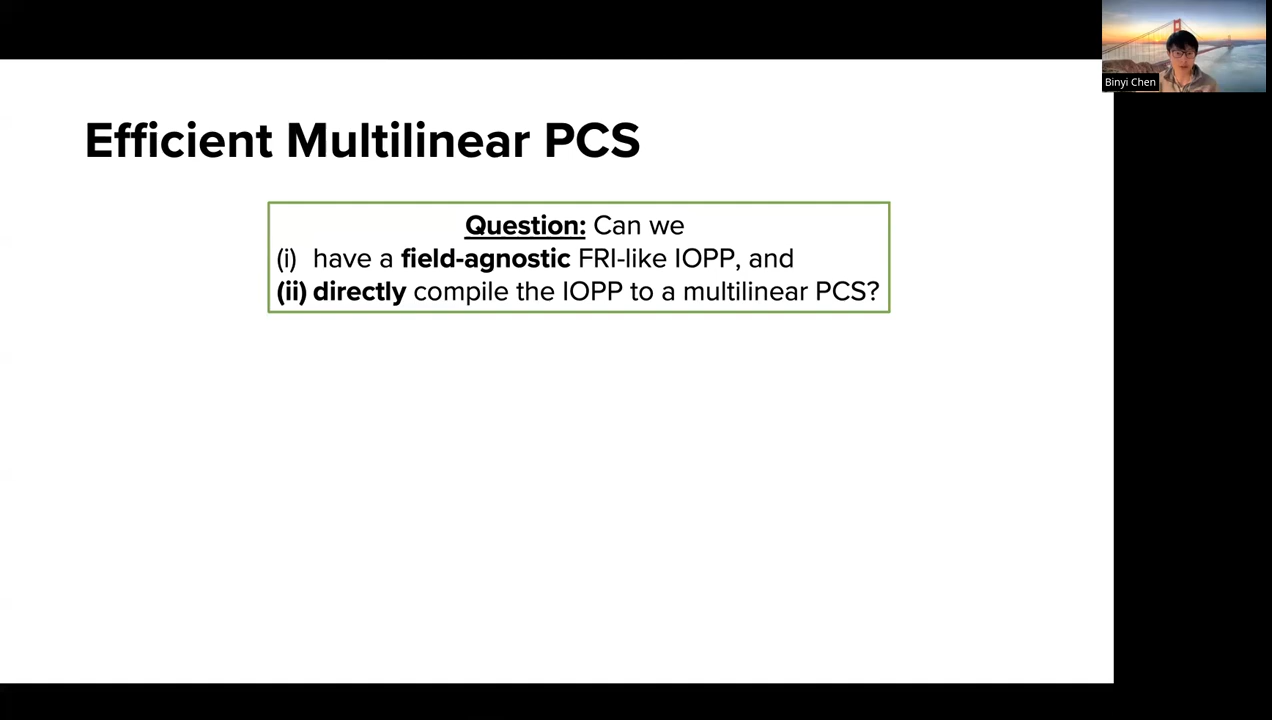 Efficient Multilinear PCS
Question: Can we
(i) have a field-agnostic FRI-like IOPP, and
(ii) directly compile the IOPP to a multilinear PCS?
Binyi Chen